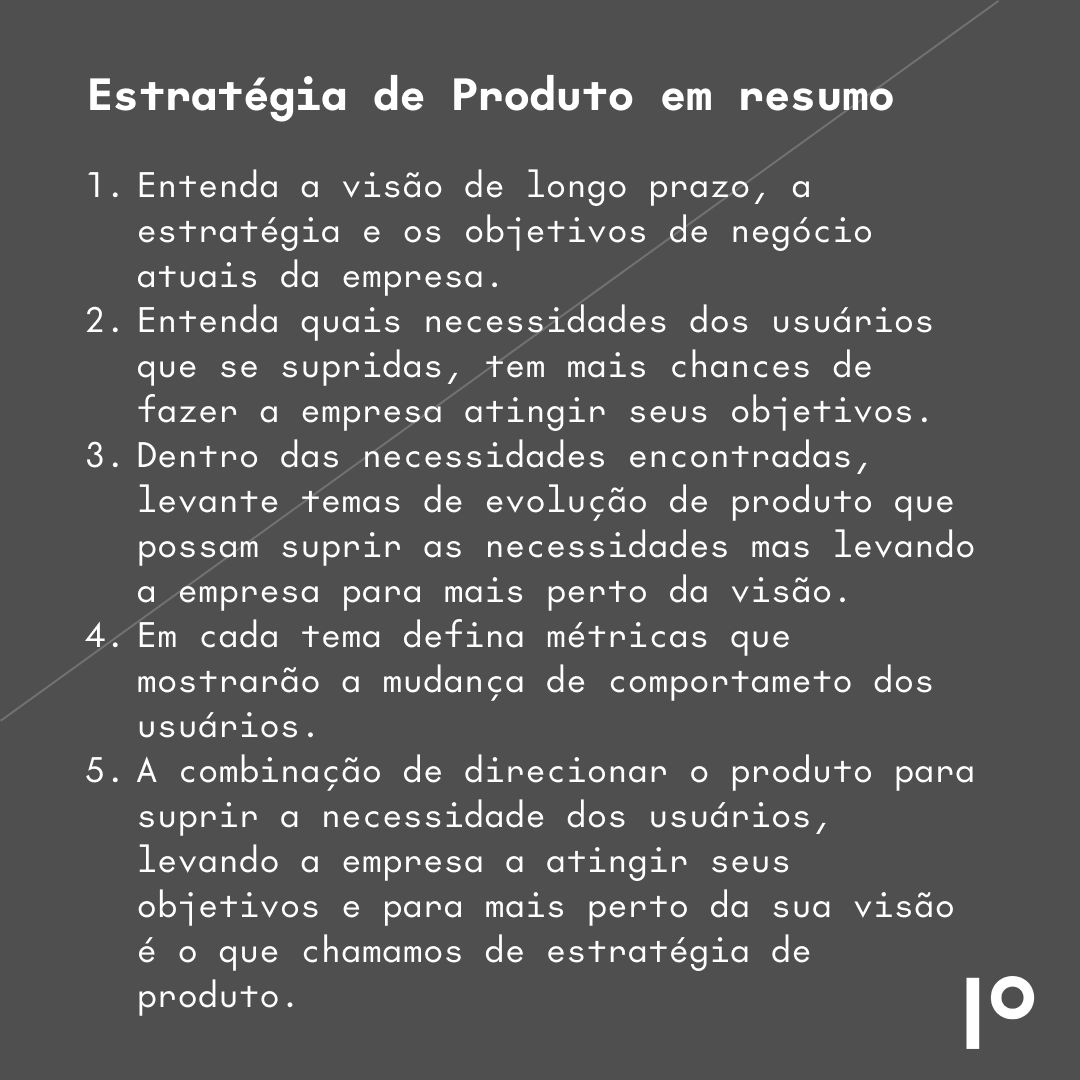 Estratégia de Produto em resumo
1. Entenda a visão de longo prazo, a
estratégia e os objetivos de negócio
atuais da empresa.
2. Entenda quais necessidades dos usuários
que se supridas, tem mais chances de
fazer a empresa atingir seus objetivos.
3. Dentro das necessidades encontradas,
levante temas de evolução de produto que
possam suprir as necessidades mas levando
a empresa para mais perto da visão.
4. Em cada tema defina métricas que
mostrarão a mudança de comportameto dos
usuários.
5. A combinação de direcionar o produto para
suprir a necessidade dos usuários,
levando a empresa a atingir seus
objetivos e para mais perto da sua visão
é o que chamamos de estratégia de
produto.